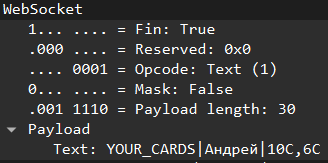 WebSocket
1... .... = Fin: True
.000 .... = Reserved: 0x0
.... 0001 = Opcode: Text (1)
0... .... = Mask: False
.001 1110 = Payload length: 30
Payload
Text: YOUR_CARDS|Андрей|10C,6C